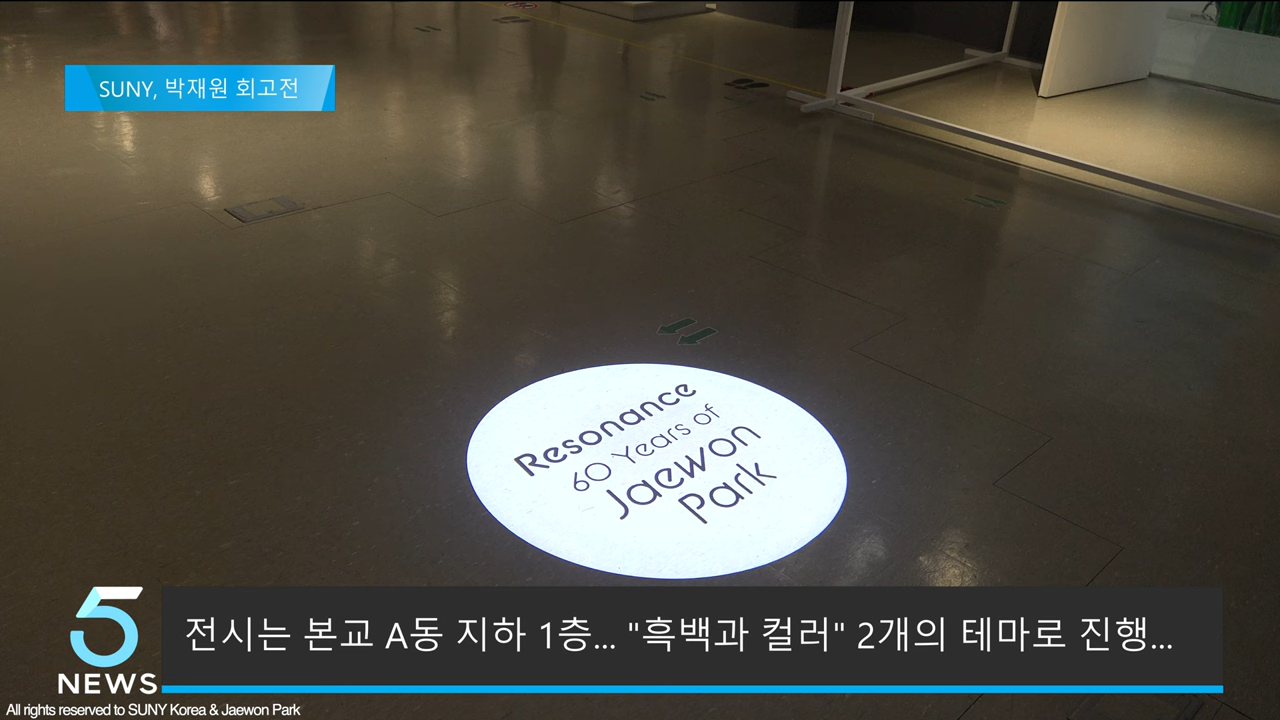 SUNY, 박재원 회고전
Resonance
60 Years of
Jaewon
Park
5
NEWS
전시는 본교 A동 지하 1층... "흑백과 컬러" 2개의 테마로 진행...
All rights reserved to SUNY Korea & Jaewon Park